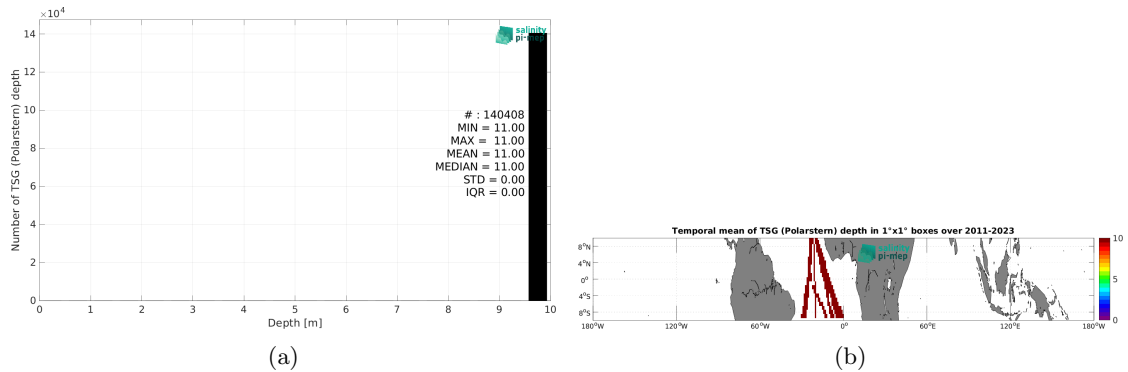 ×10⁴
14
12
10
8
6
4
2
0
Number of TSG (Polarstern) depth
salinity
pi-mep
# : 140408
MIN = 11.00
MAX = 11.00
MEAN = 11.00
MEDIAN = 11.00
STD = 0.00
IQR = 0.00
0 1 2 3 4 5 6 7 8 9 10
Depth [m]
(a)
Temporal mean of TSG (Polarstern) depth in 1°x1° boxes over 2011-2023
salinity
pi-mep
8°N
4°N
0°
4°S
8°S
180°W 120°W 60°W 0° 60°E 120°E 180°W
10
8
6
4
2
0
(b)